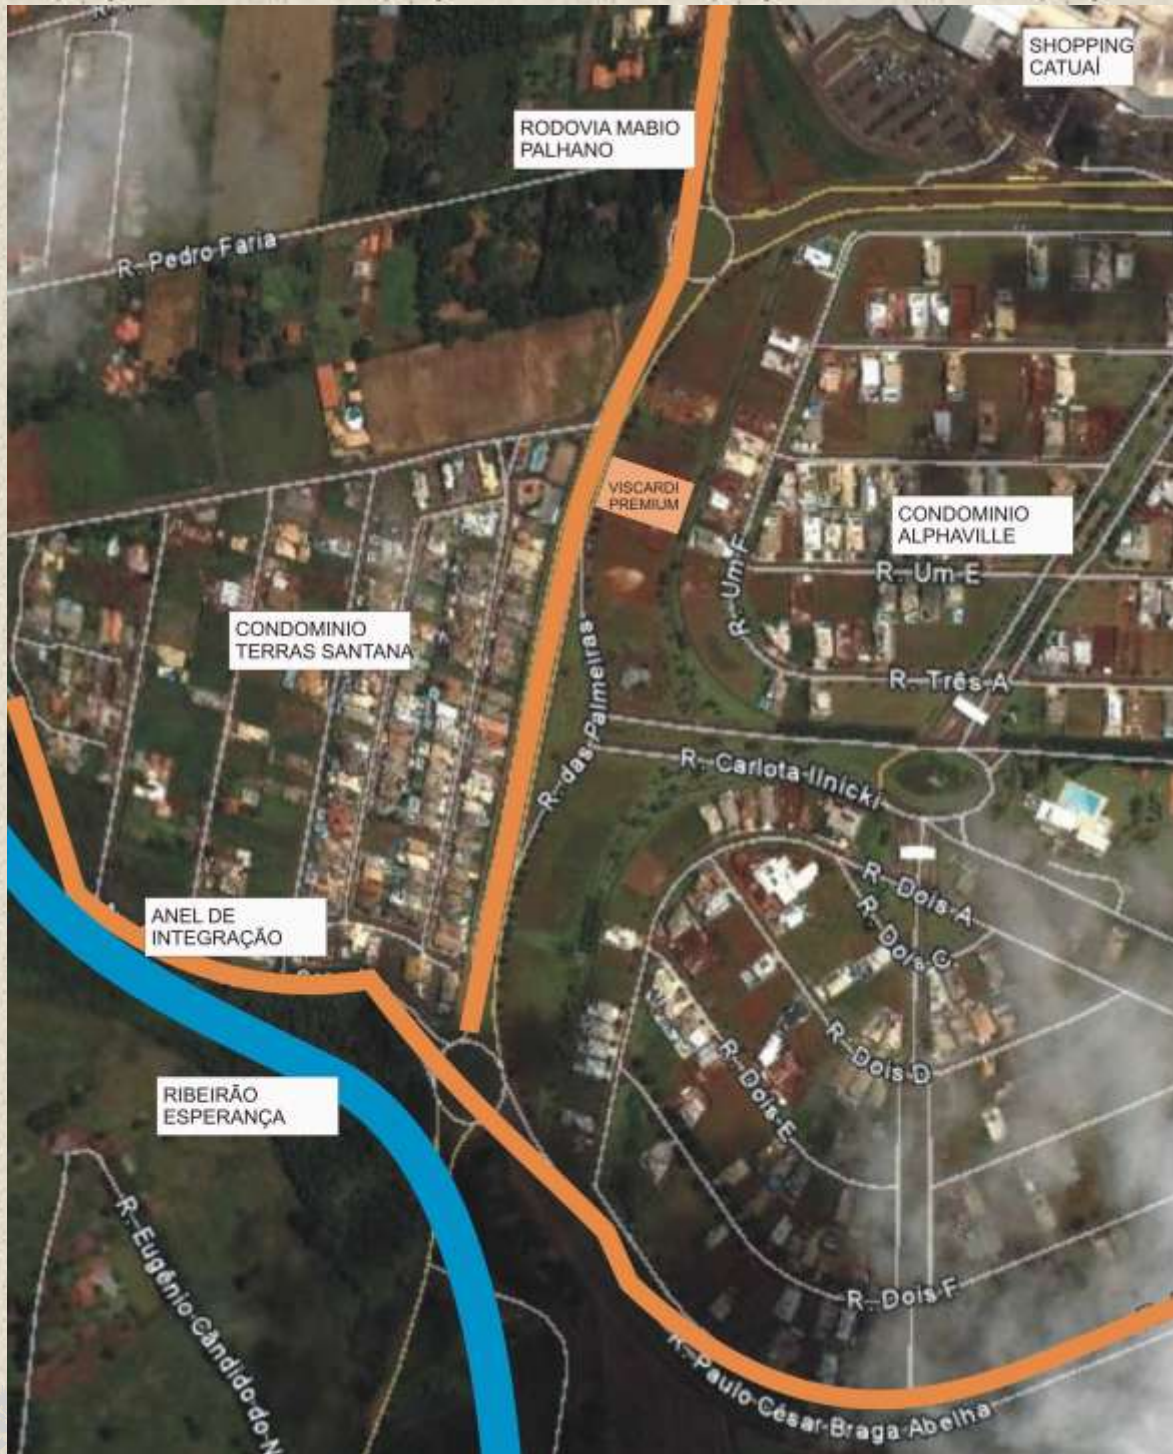 SHOPPING
CATUAÍ
RODOVIA MABIO
PALHANO
R. Pedro Faria
VISCARDI
PREMIUM
CONDOMINIO
ALPHAVILLE
R. Um F
R. Um E
CONDOMINIO
TERRAS SANTANA
R. Três A
R. das Palmeiras
R. Carlota Ilnicki
R. Dois A
R. Dois C
ANEL DE
INTEGRAÇÃO
R. Dois D
R. Dois E
RIBEIRÃO
ESPERANÇA
R. Eugênio Cândido do
R. Dois F
R. Paulo César Braga Abelha